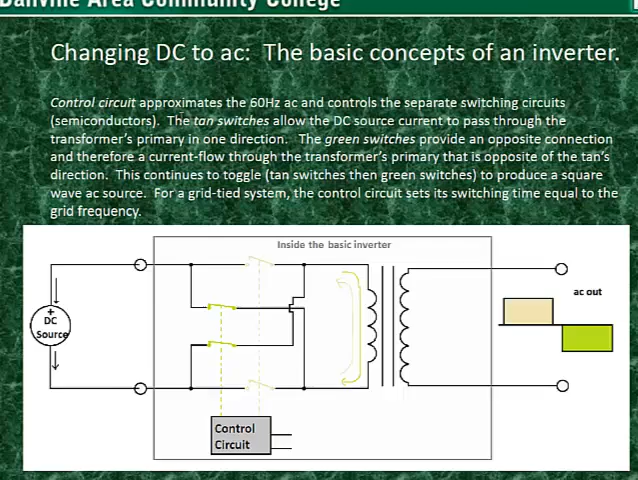 Danville Area Community College
Changing DC to ac:  The basic concepts of an inverter.
Control circuit approximates the 60Hz ac and controls the separate switching circuits
(semiconductors).  The tan switches allow the DC source current to pass through the
transformer's primary in one direction.   The green switches provide an opposite connection
and therefore a current-flow through the transformer's primary that is opposite of the tan's
direction.  This continues to toggle (tan switches then green switches) to produce a square
wave ac source.  For a grid-tied system, the control circuit sets its switching time equal to the
grid frequency.
Inside the basic inverter
ac out
+
DC
Source
Control
Circuit